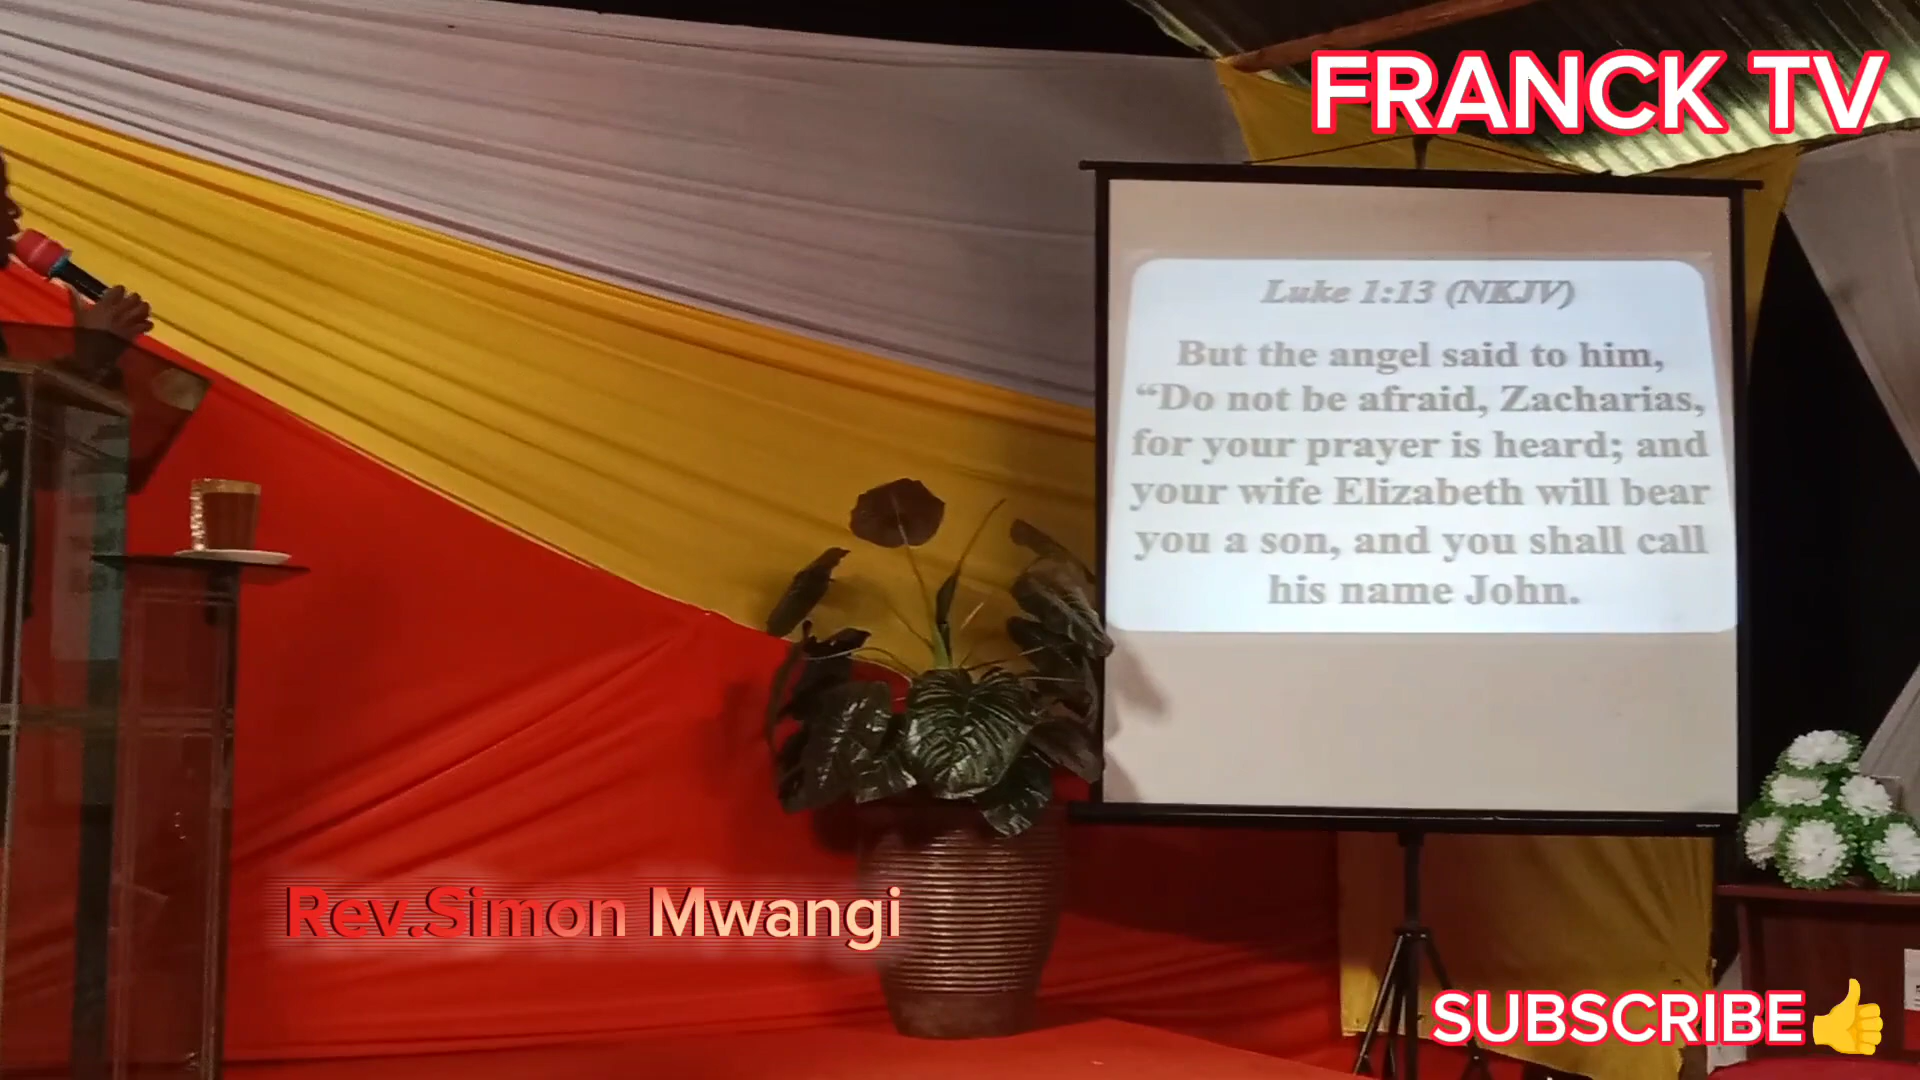 FRANCK TV
Luke 1:13 (NKJV)
But the angel said to him,
“Do not be afraid, Zacharias,
for your prayer is heard; and
your wife Elizabeth will bear
you a son, and you shall call
his name John.
Rev.Simon Mwangi
SUBSCRIBE👍